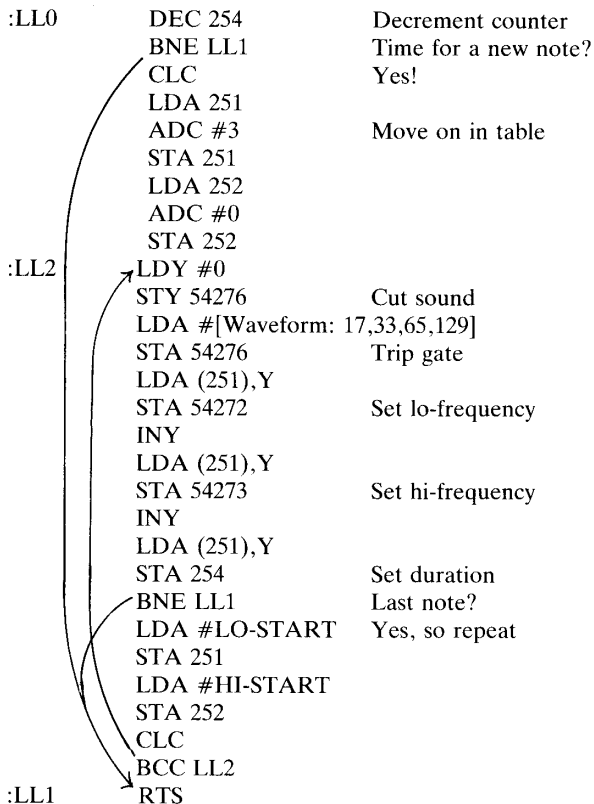 :LL0 DEC 254 Decrement counter
BNE LL1 Time for a new note?
CLC Yes!
LDA 251
ADC #3 Move on in table
STA 251
LDA 252
ADC #0
STA 252
:LL2 LDY #0
STY 54276 Cut sound
LDA #[Waveform: 17,33,65,129]
STA 54276 Trip gate
LDA (251),Y
STA 54272 Set lo-frequency
INY
LDA (251),Y
STA 54273 Set hi-frequency
INY
LDA (251),Y
STA 254 Set duration
BNE LL1 Last note?
LDA #LO-START Yes, so repeat
STA 251
LDA #HI-START
STA 252
CLC
BCC LL2
:LL1 RTS